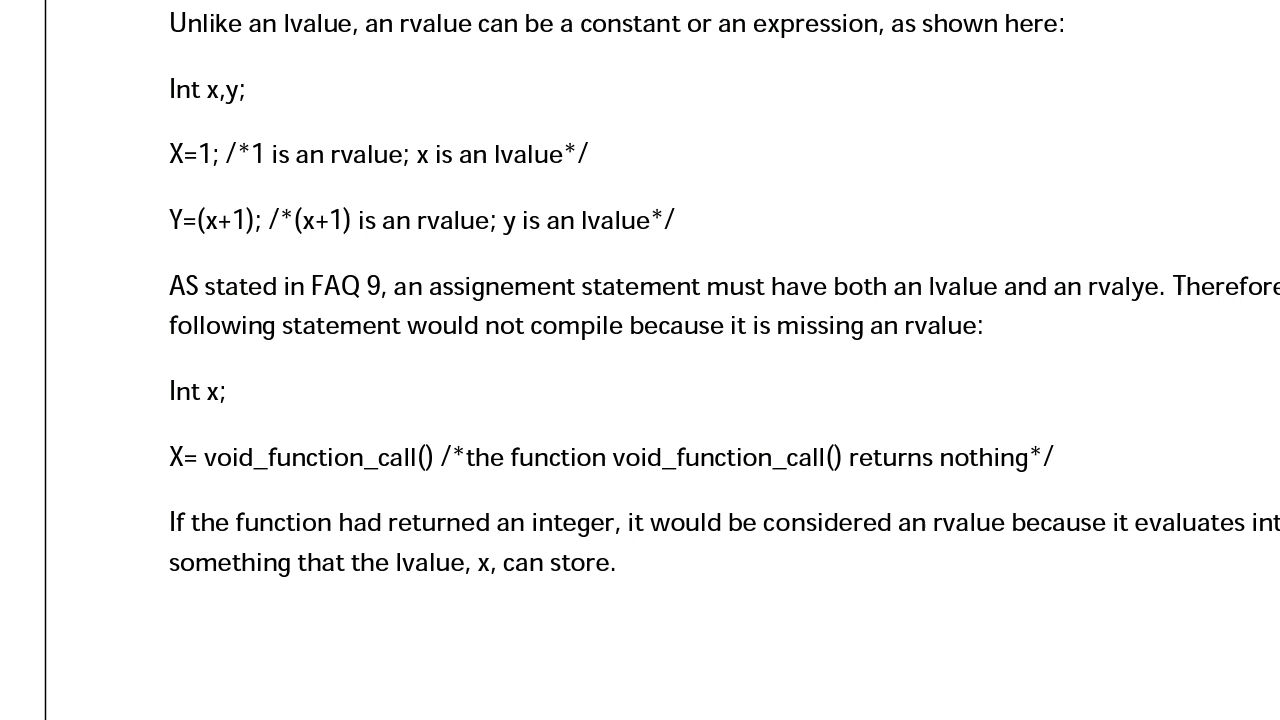 Unlike an lvalue, an rvalue can be a constant or an expression, as shown here:
Int x,y;
X=1; /*1 is an rvalue; x is an lvalue*/
Y=(x+1); /*(x+1) is an rvalue; y is an lvalue*/
AS stated in FAQ 9, an assignement statement must have both an lvalue and an rvalye. Therefore
following statement would not compile because it is missing an rvalue:
Int x;
X= void_function_call() /*the function void_function_call() returns nothing*/
If the function had returned an integer, it would be considered an rvalue because it evaluates int
something that the lvalue, x, can store.